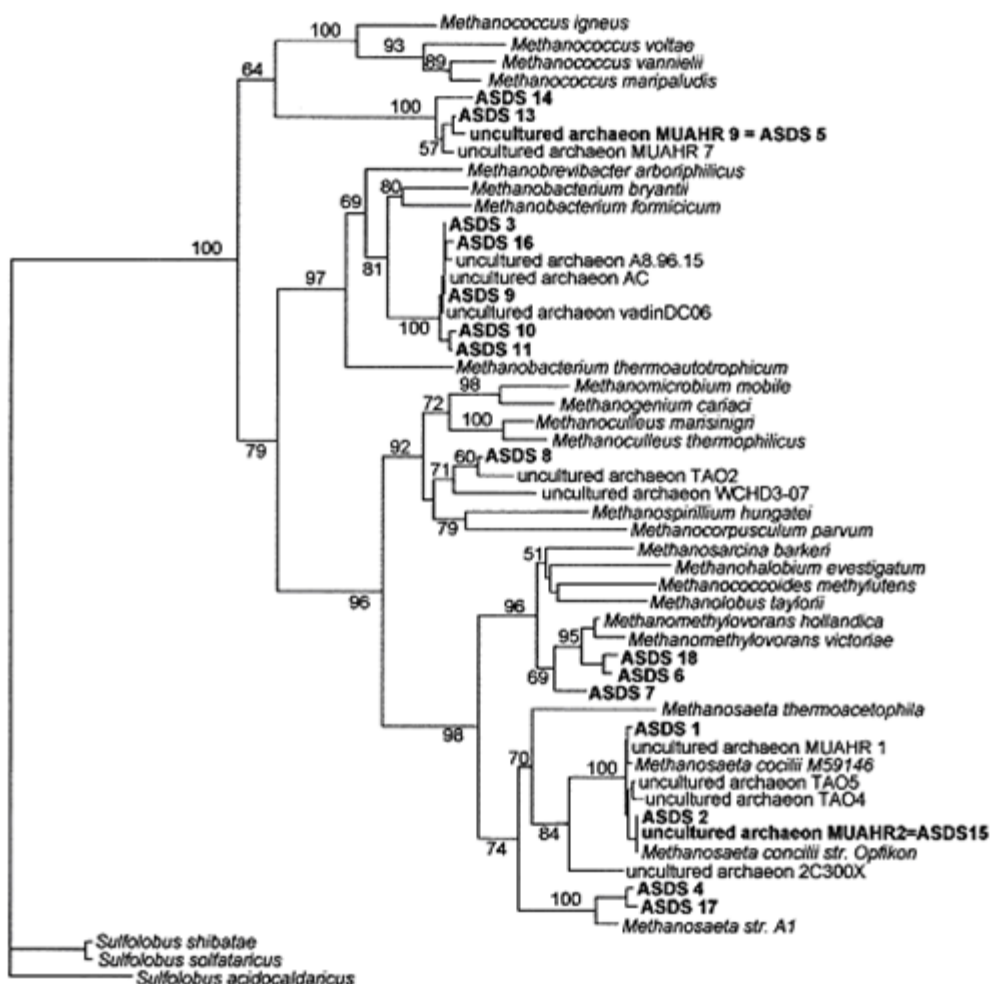 Methanococcus igneus
100
93
Methanococcus voltae
Methanococcus vannielii
89
64
Methanococcus maripaludis
ASDS 14
100
ASDS 13
uncultured archaeon MUAHR 9 = ASDS 5
57
uncultured archaeon MUAHR 7
Methanobrevibacter arboriphilicus
80
Methanobacterium bryantii
69
Methanobacterium formicicum
ASDS 3
ASDS 16
100
uncultured archaeon A8.96.15
81
97
uncultured archaeon AC
ASDS 9
uncultured archaeon vadinDC06
100
ASDS 10
ASDS 11
Methanobacterium thermoautotrophicum
98
Methanomicrobium mobile
72
Methanogenium cariaci
100
Methanoculleus marisinigri
Methanoculleus thermophilicus
79
92
60
ASDS 8
71
uncultured archaeon TAO2
uncultured archaeon WCHD3-07
Methanospirillium hungatei
79
Methanocorpusculum parvum
51
Methanosarcina barkeri
Methanohalobium evestigatum
Methanococcoides methylutens
96
96
Methanolobus taylorii
Methanomethylovorans hollandica
95
Methanomethylovorans victoriae
ASDS 18
69
ASDS 6
ASDS 7
Methanosaeta thermoacetophila
98
ASDS 1
uncultured archaeon MUAHR 1
70
100
Methanosaeta cocilii M59146
uncultured archaeon TAO5
uncultured archaeon TAO4
ASDS 2
84
uncultured archaeon MUAHR2=ASDS15
74
Methanosaeta concilii str. Opfikon
uncultured archaeon 2C300X
100
ASDS 4
ASDS 17
Methanosaeta str. A1
Sulfolobus shibatae
Sulfolobus solfataricus
Sulfolobus acidocaldaricus